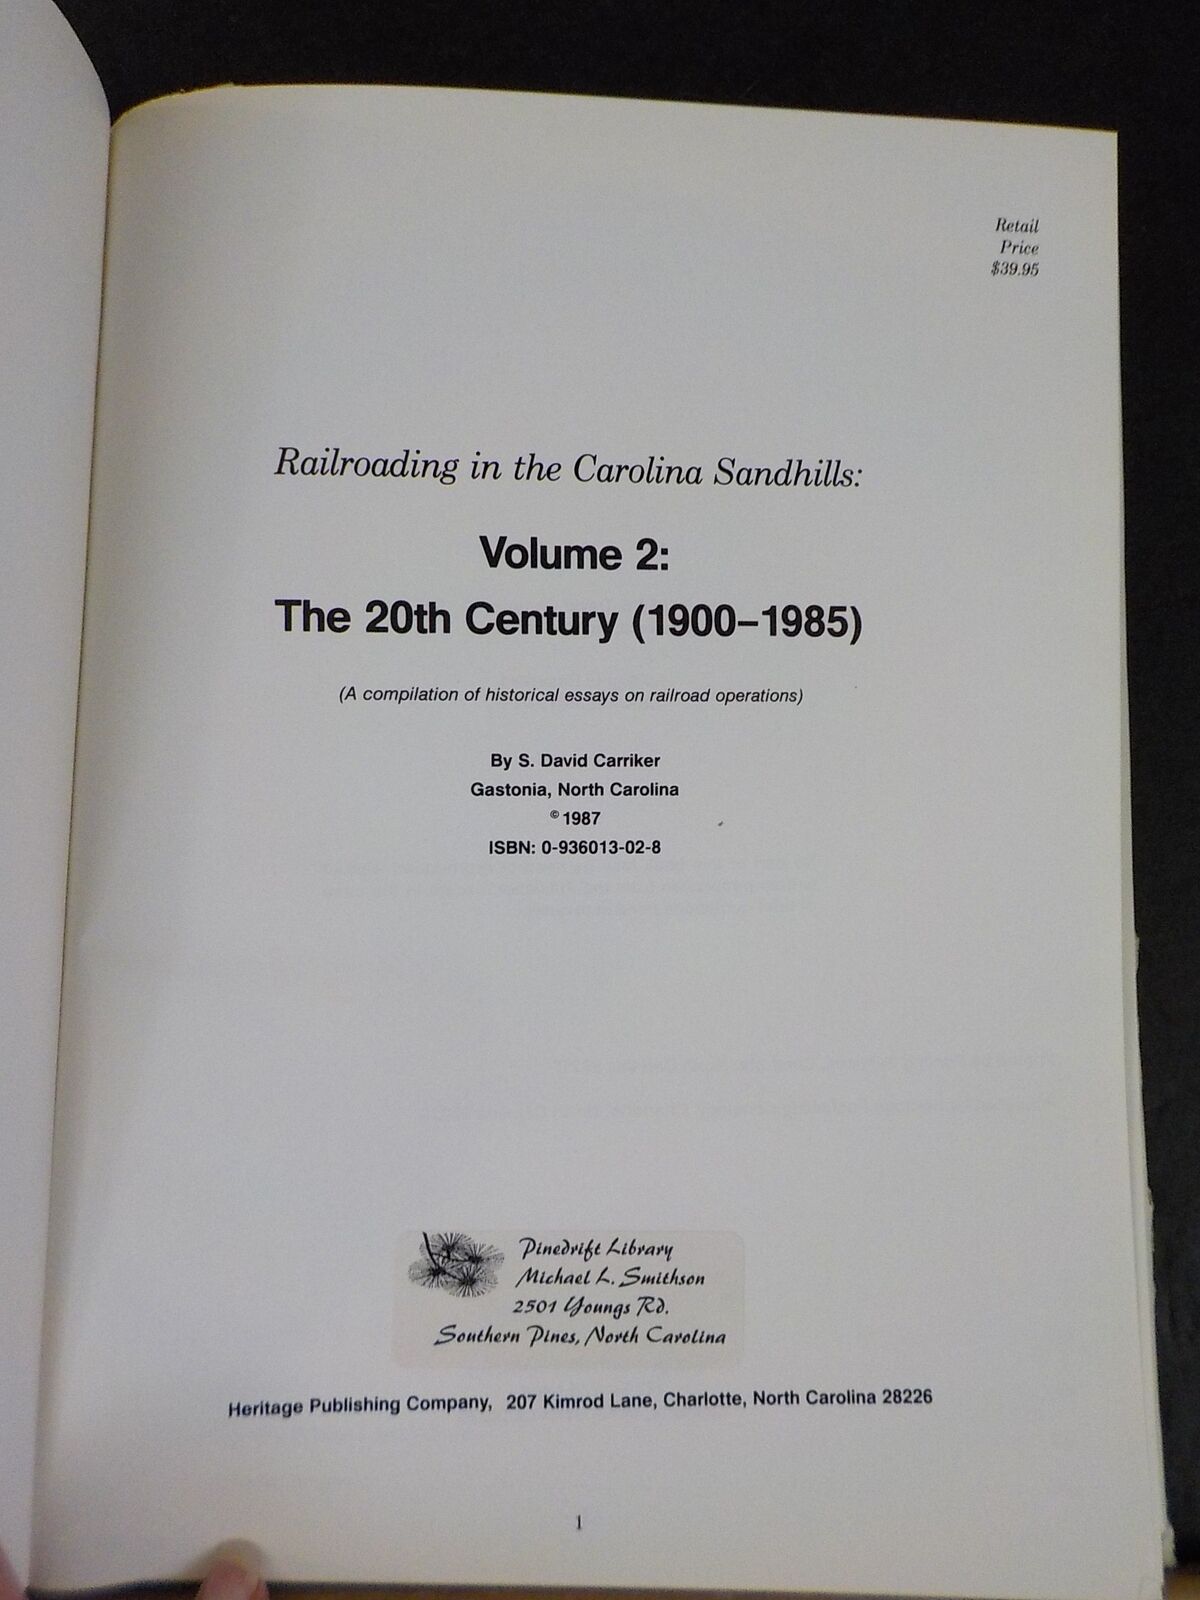 Retail
Price
$39.95
Railroading in the Carolina Sandhills:
Volume 2:
The 20th Century (1900–1985)
(A compilation of historical essays on railroad operations)
By S. David Carriker
Gastonia, North Carolina
© 1987
ISBN: 0-936013-02-8
Pinedrift Library
Michael L. Smithson
2501 Youngs Rd.
Southern Pines, North Carolina
Heritage Publishing Company, 207 Kimrod Lane, Charlotte, North Carolina 28226
1